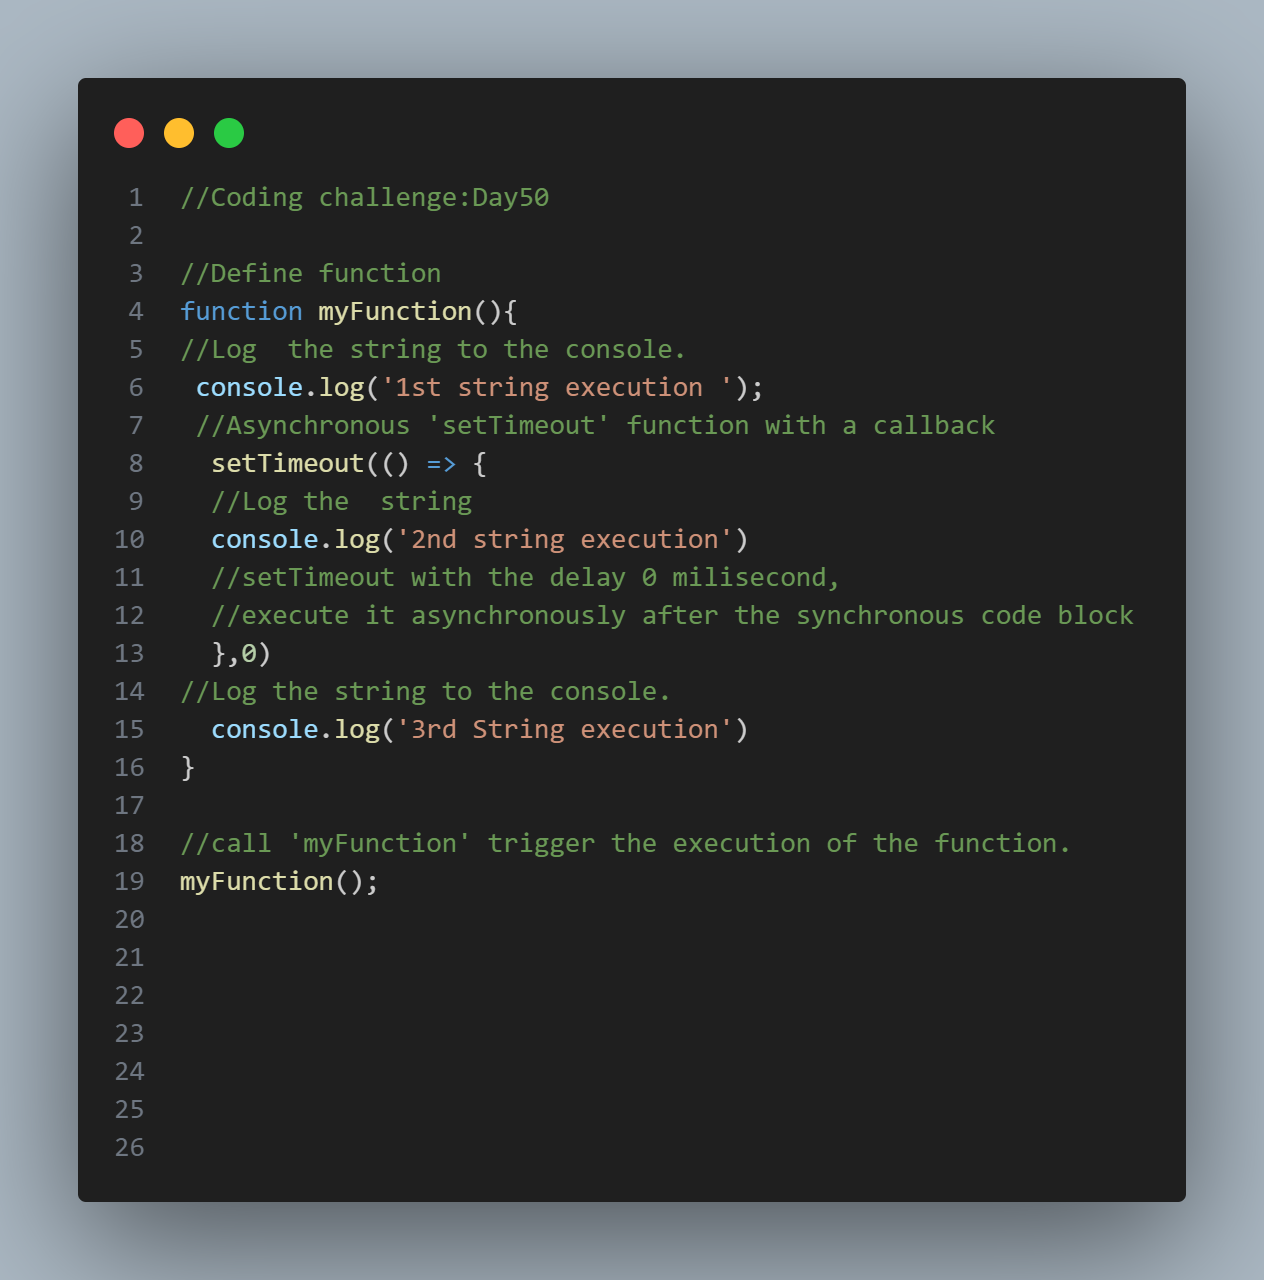 1 //Coding challenge:Day50
2
3 //Define function
4 function myFunction(){
5 //Log  the string to the console.
6  console.log('1st string execution ');
7  //Asynchronous 'setTimeout' function with a callback
8   setTimeout(() => {
9   //Log the  string
10   console.log('2nd string execution')
11   //setTimeout with the delay 0 milisecond,
12   //execute it asynchronously after the synchronous code block
13   },0)
14 //Log the string to the console.
15   console.log('3rd String execution')
16 }
17
18 //call 'myFunction' trigger the execution of the function.
19 myFunction();
20
21
22
23
24
25
26